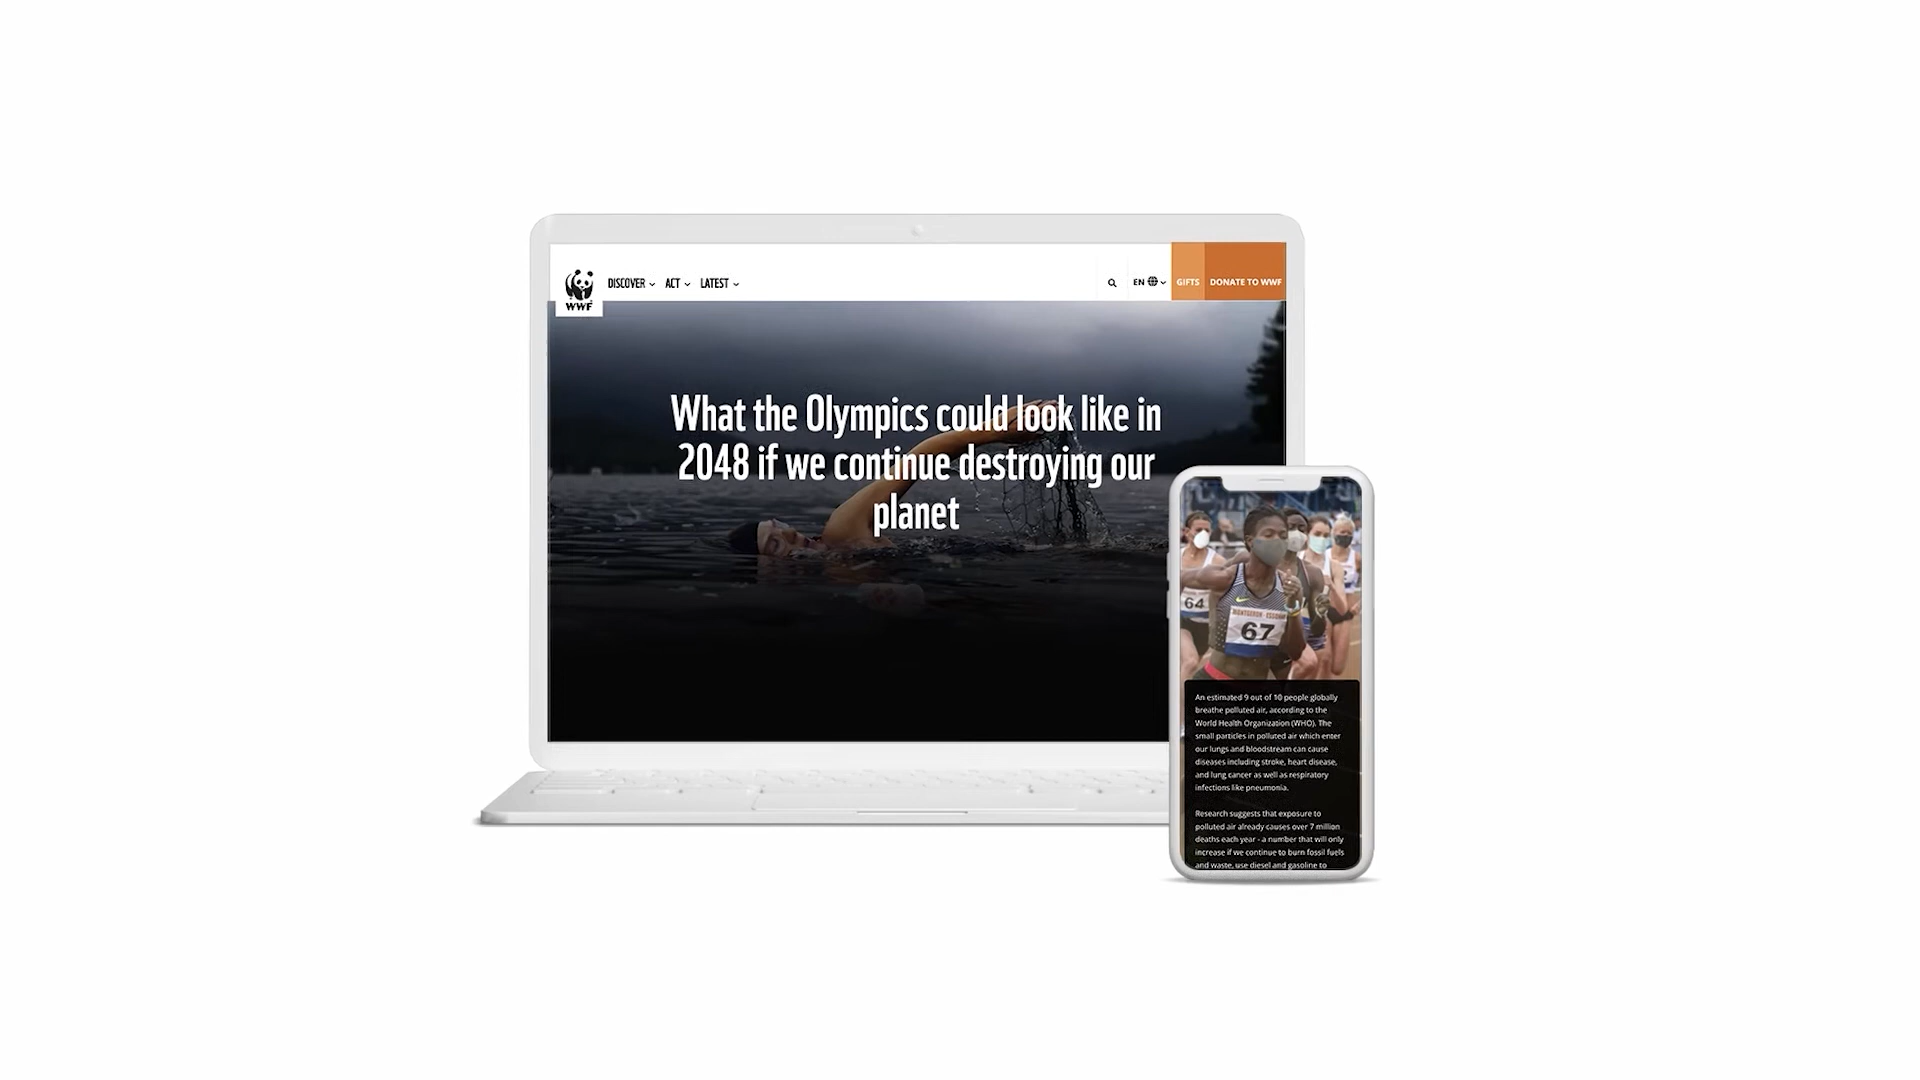 WWF
DISCOVER
ACT
LATEST
EN
GIFTS
DONATE TO WWF
What the Olympics could look like in
2048 if we continue destroying our
planet
64
67
An estimated 9 out of 10 people globally
breathe polluted air, according to the
World Health Organization (WHO). The
small particles in polluted air which enter
our lungs and bloodstream can cause
diseases including stroke, heart disease,
and lung cancer as well as respiratory
infections like pneumonia.
Research suggests that exposure to
polluted air already causes over 7 million
deaths each year - a number that will only
increase if we continue to burn fossil fuels
and waste, use diesel and gasoline to